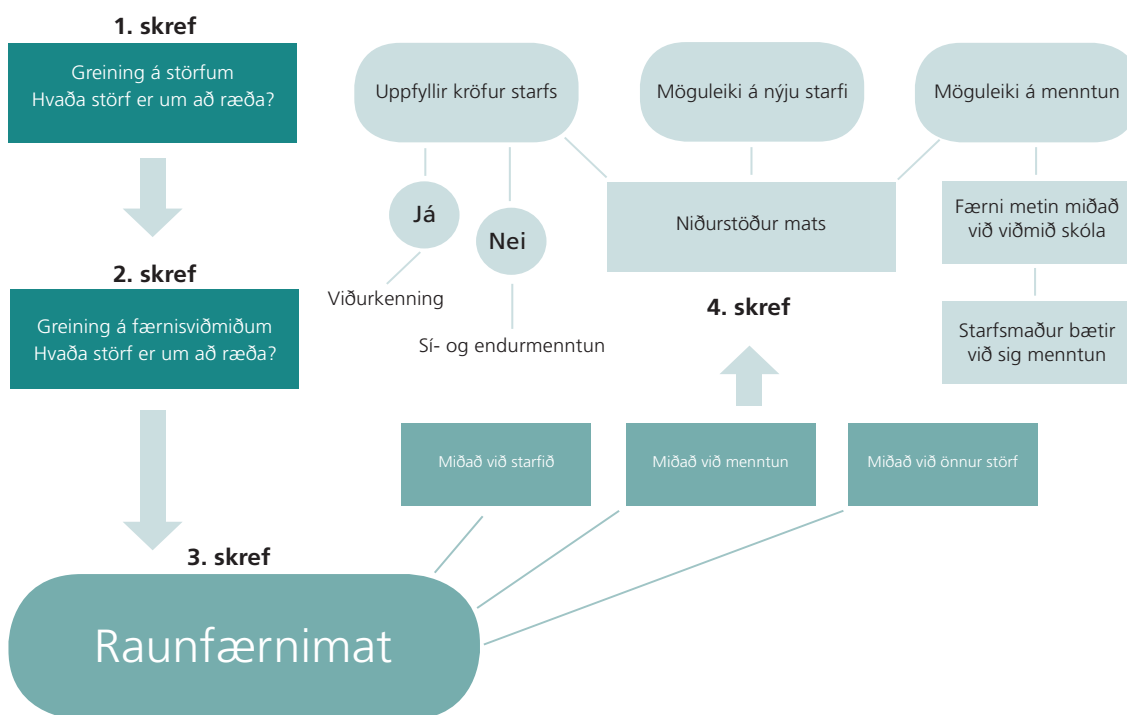 1. skref
Greining á störfum
Hvaða störf er um að ræða?
2. skref
Greining á færnisviðmiðum
Hvaða störf er um að ræða?
3. skref
Raunfærnimat
Miðað við starfið
Miðað við menntun
Miðað við önnur störf
4. skref
Niðurstöður mats
Uppfyllir kröfur starfs
Já
Viðurkenning
Nei
Sí- og endurmenntun
Möguleiki á nýju starfi
Möguleiki á menntun
Færni metin miðað
við viðmið skóla
Starfsmaður bætir
við sig menntun